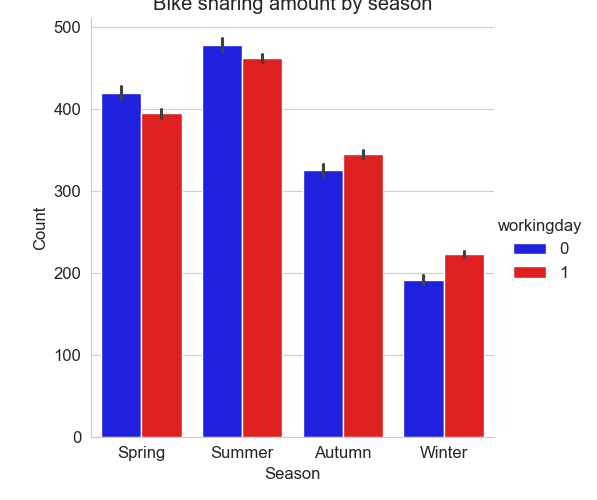 Bike sharing amount by season
500
400
300
200
100
0
Count
Spring
Summer
Autumn
Winter
Season
workingday
0
1